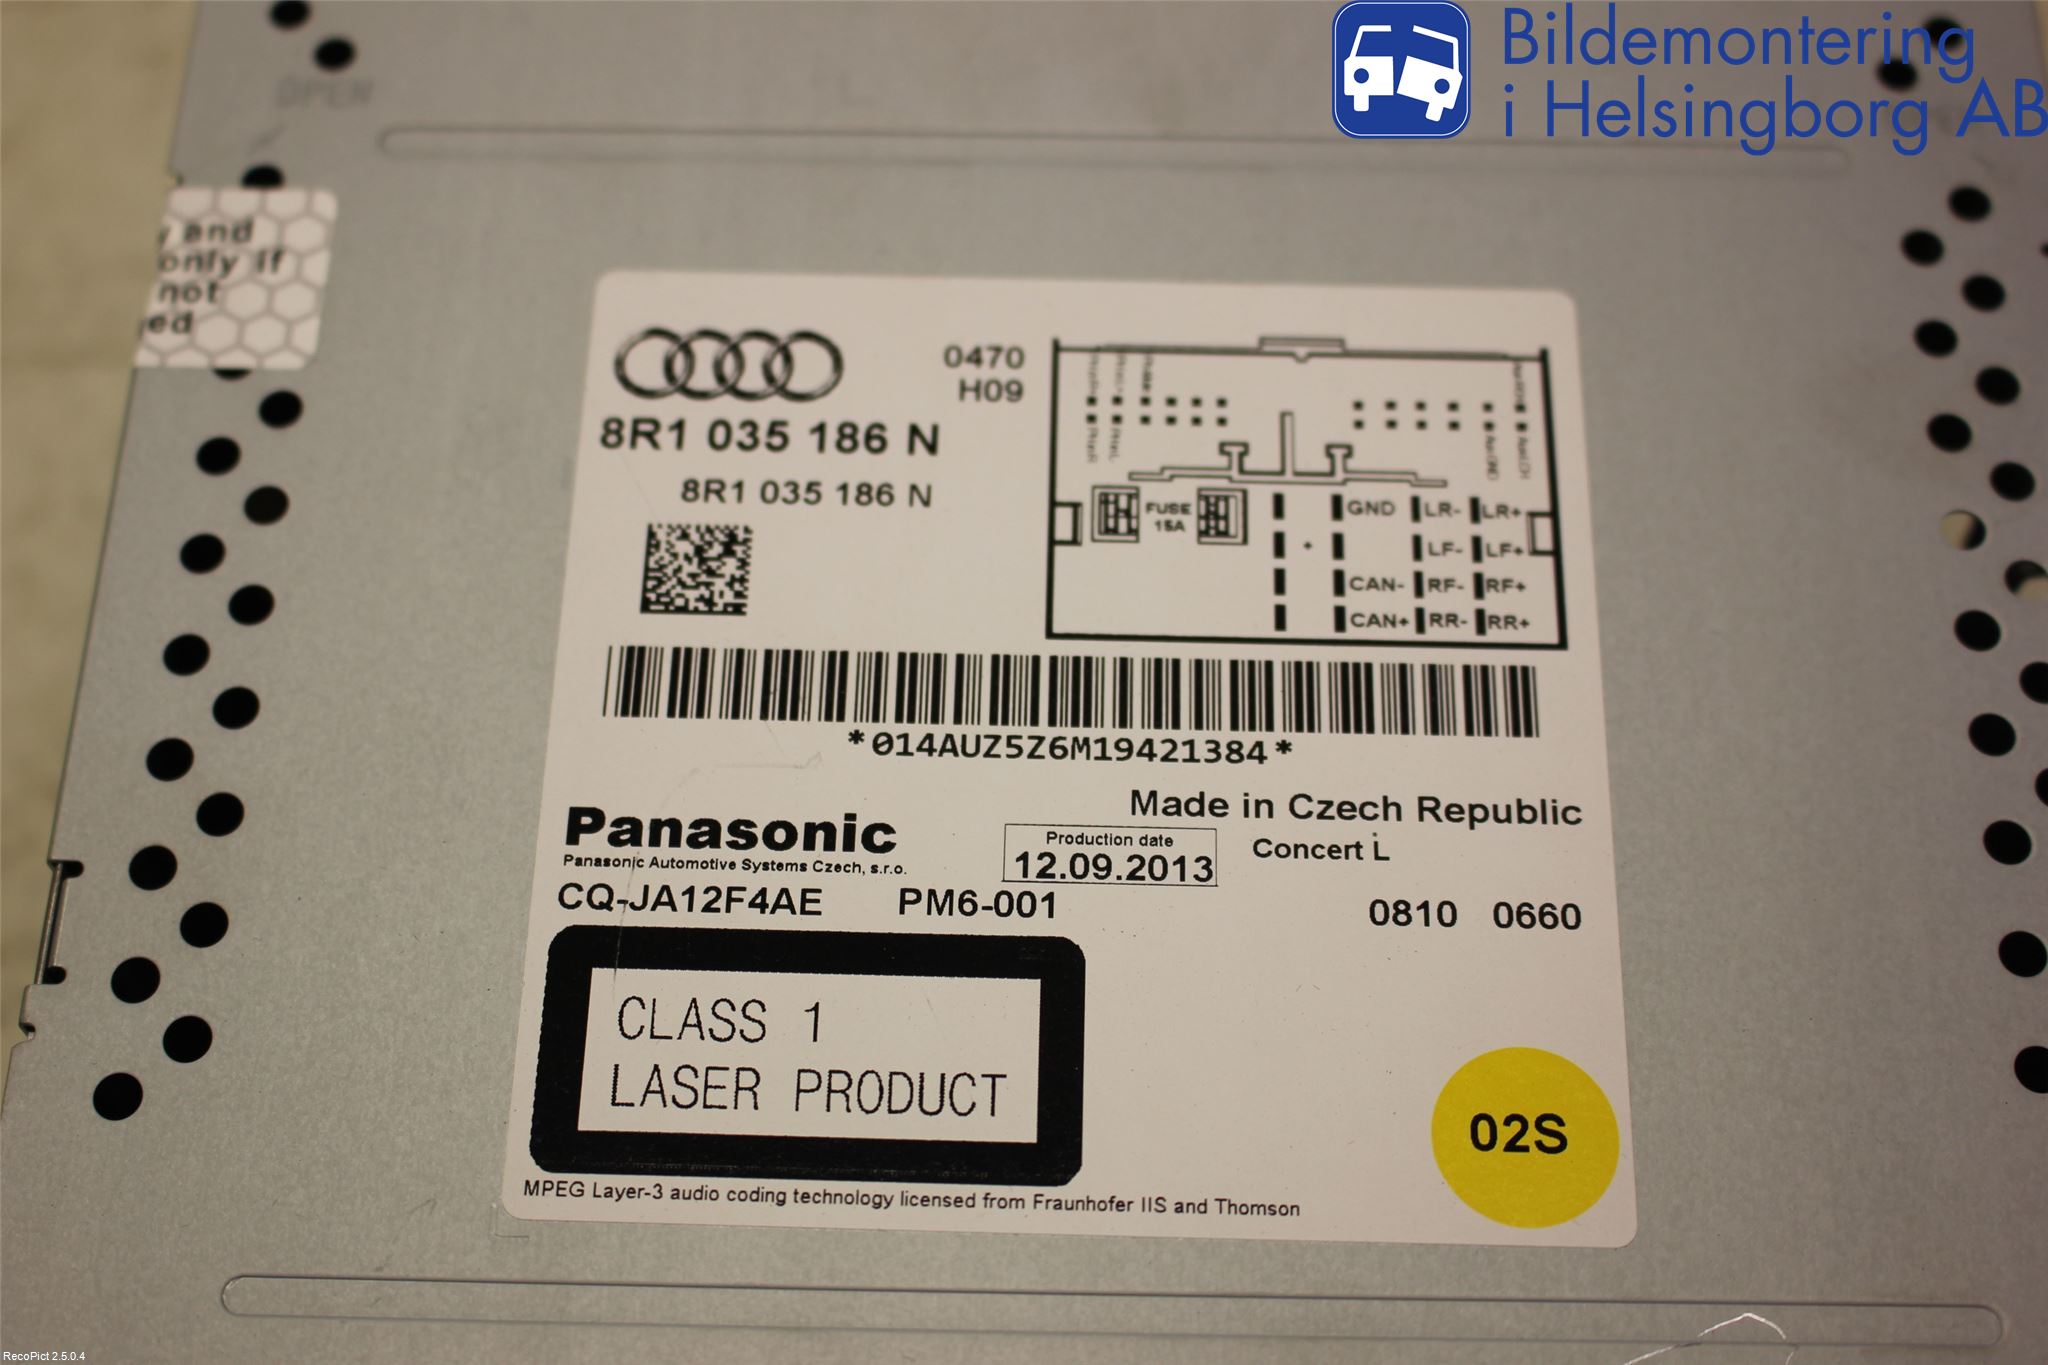 Bildemontering
i Helsingborg AB
OPEN
and
only if
not
0470
H09
8R1 035 186 N
8R1 035 186 N
FUSE
15A
GND LR- LR+
LF- LF+
CAN- RF- RF+
CAN+ RR- RR+
*014AUZ5Z6M19421384*
Made in Czech Republic
Panasonic
Panasonic Automotive Systems Czech, s.r.o.
Production date
12.09.2013
Concert L
CQ-JA12F4AE PM6-001
0810 0660
CLASS 1
LASER PRODUCT
02S
MPEG Layer-3 audio coding technology licensed from Fraunhofer IIS and Thomson
RecoPict 2.5.0.4